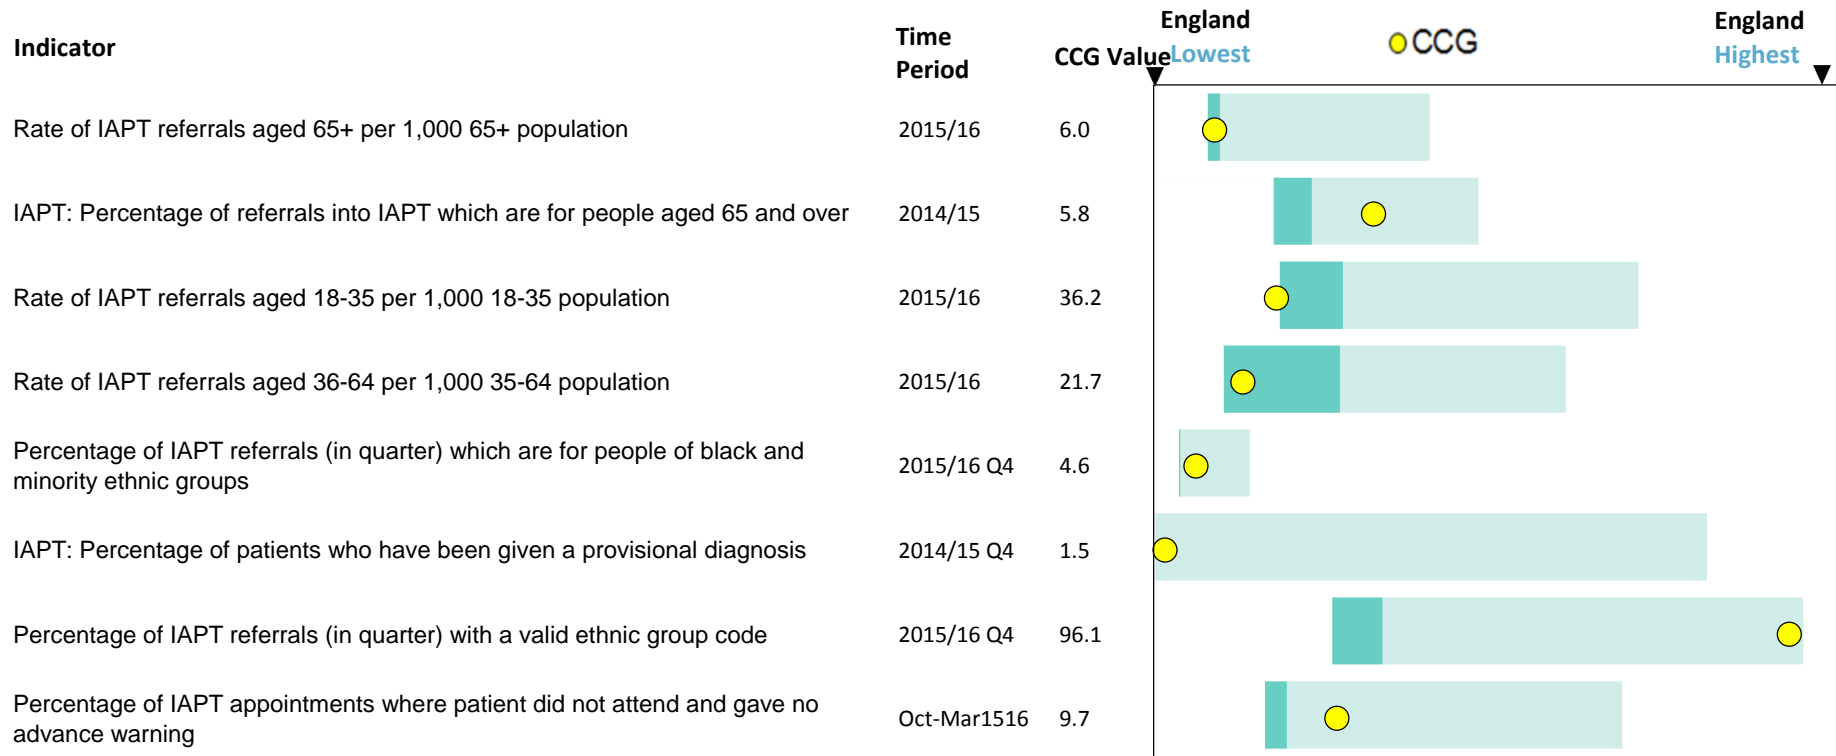 Indicator
Time
Period
CCG Value
England
Lowest
CCG
England
Highest
Rate of IAPT referrals aged 65+ per 1,000 65+ population 2015/16 6.0
IAPT: Percentage of referrals into IAPT which are for people aged 65 and over 2014/15 5.8
Rate of IAPT referrals aged 18-35 per 1,000 18-35 population 2015/16 36.2
Rate of IAPT referrals aged 36-64 per 1,000 35-64 population 2015/16 21.7
Percentage of IAPT referrals (in quarter) which are for people of black and
minority ethnic groups
2015/16 Q4 4.6
IAPT: Percentage of patients who have been given a provisional diagnosis 2014/15 Q4 1.5
Percentage of IAPT referrals (in quarter) with a valid ethnic group code 2015/16 Q4 96.1
Percentage of IAPT appointments where patient did not attend and gave no
advance warning
Oct-Mar1516 9.7